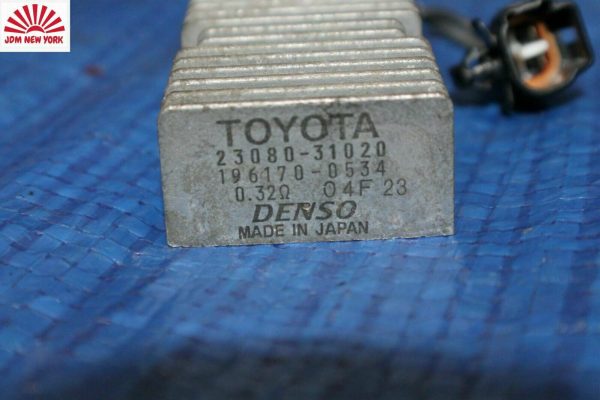 JDM NEW YORK
TOYOTA
23080-31020
196170-0534
0.32Ω 04F 23
DENSO
MADE IN JAPAN